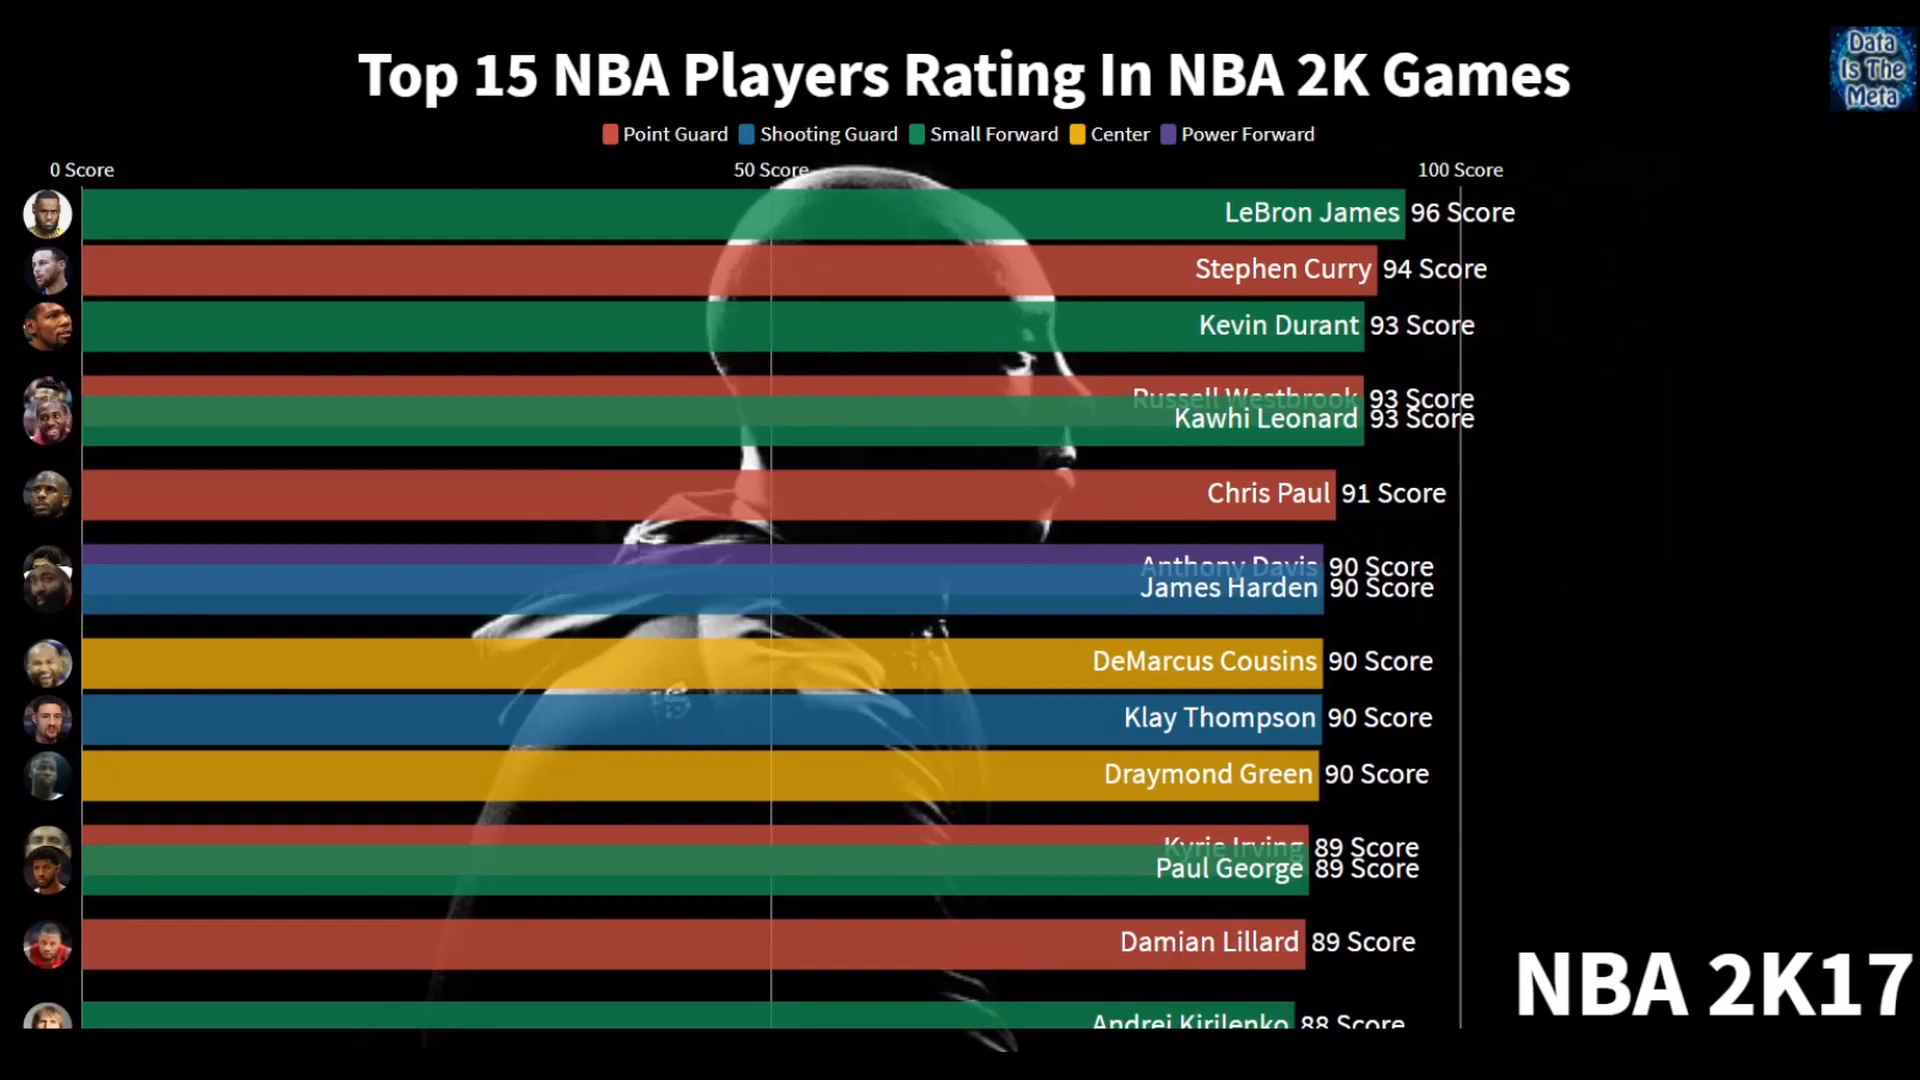 Top 15 NBA Players Rating In NBA 2K Games
Data
Is The
Meta
Point Guard Shooting Guard Small Forward Center Power Forward
0 Score 50 Score 100 Score
LeBron James 96 Score
Stephen Curry 94 Score
Kevin Durant 93 Score
Russell Westbrook 93 Score
Kawhi Leonard 93 Score
Chris Paul 91 Score
Anthony Davis 90 Score
James Harden 90 Score
DeMarcus Cousins 90 Score
Klay Thompson 90 Score
Draymond Green 90 Score
Kyrie Irving 89 Score
Paul George 89 Score
Damian Lillard 89 Score
Andrei Kirilenko 88 Score
NBA 2K17